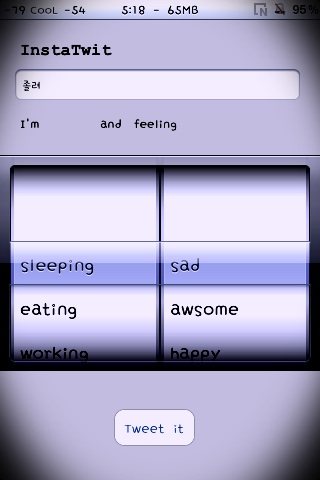 -79 CooL -54 5:18 - 65MB 95%
InstaTwit
졸려
I'm and feeling
sleeping sad
eating awsome
working happy
Tweet it